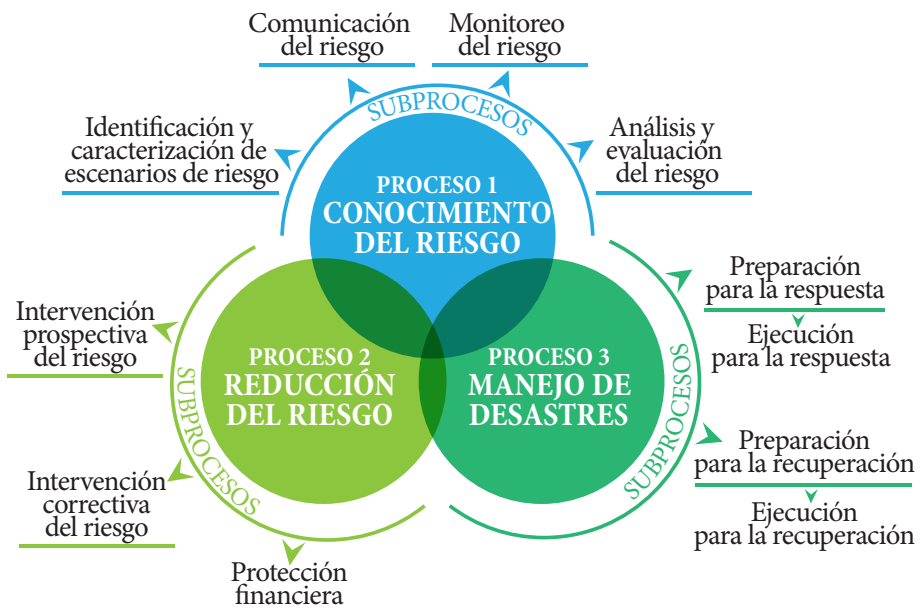 Comunicación
del riesgo
Monitoreo
del riesgo
SUBPROCESOS
Identificación y
caracterización de
escenarios de riesgo
Análisis y
evaluación
del riesgo
PROCESO 1
CONOCIMIENTO
DEL RIESGO
Intervención
prospectiva
del riesgo
PROCESO 2
REDUCCIÓN
DEL RIESGO
SUBPROCESOS
Intervención
correctiva
del riesgo
Protección
financiera
PROCESO 3
MANEJO DE
DESASTRES
SUBPROCESOS
Preparación
para la respuesta
Ejecución
para la respuesta
Preparación
para la recuperación
Ejecución
para la recuperación